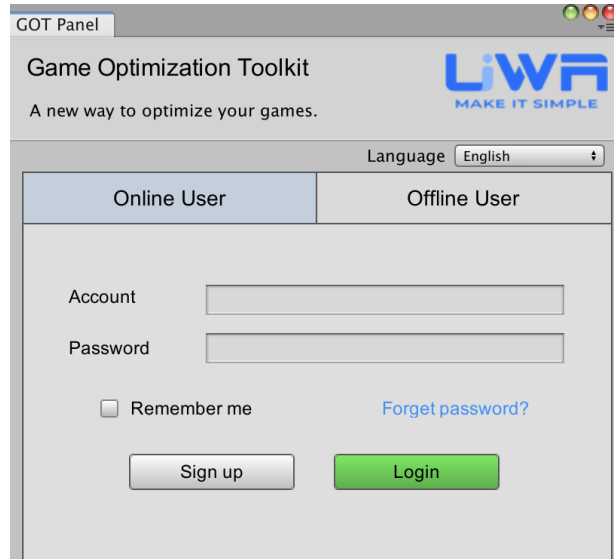 GOT Panel
Game Optimization Toolkit
A new way to optimize your games.
UWA
MAKE IT SIMPLE
Language English
Online User Offline User
Account
Password
Remember me Forget password?
Sign up Login